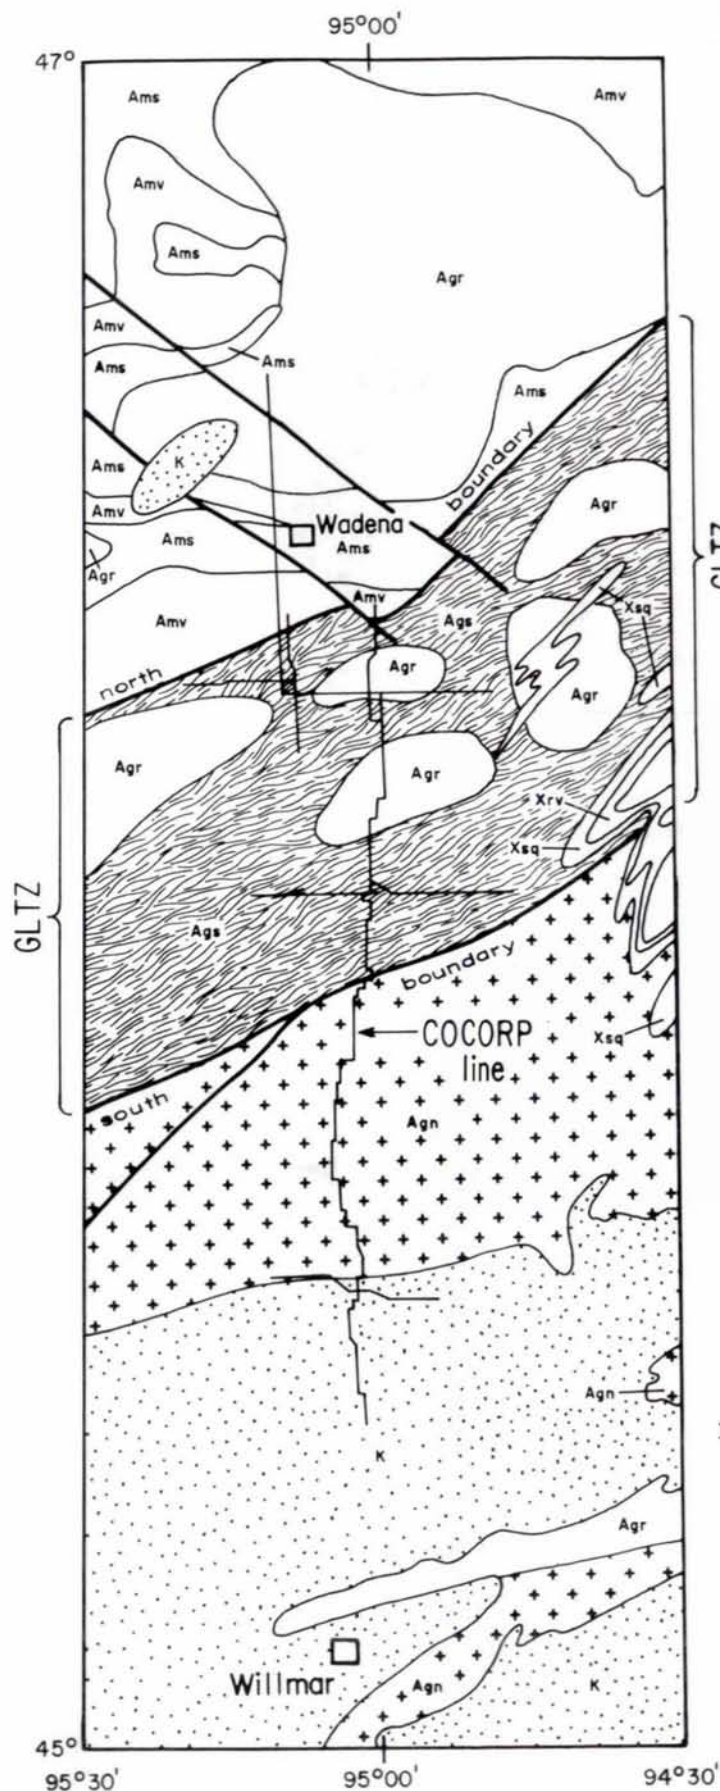 95°00'
47°
Ams
Amv
Amv
Ams
Agr
Amv
Ams
Ams
Ams
boundary
K
Ams
Agr
Amv
Wadena
GLTZ
Ams
Ams
Agr
Amv
Xsq
Amv
Ags
north
Agr
Agr
Agr
Agr
Xrv
Xsq
GLTZ
Ags
boundary
COCORP
line
Xsq
south
Agn
Agn
K
Agr
Willmar
Agn
K
45°
95°30'
95°00'
94°30'